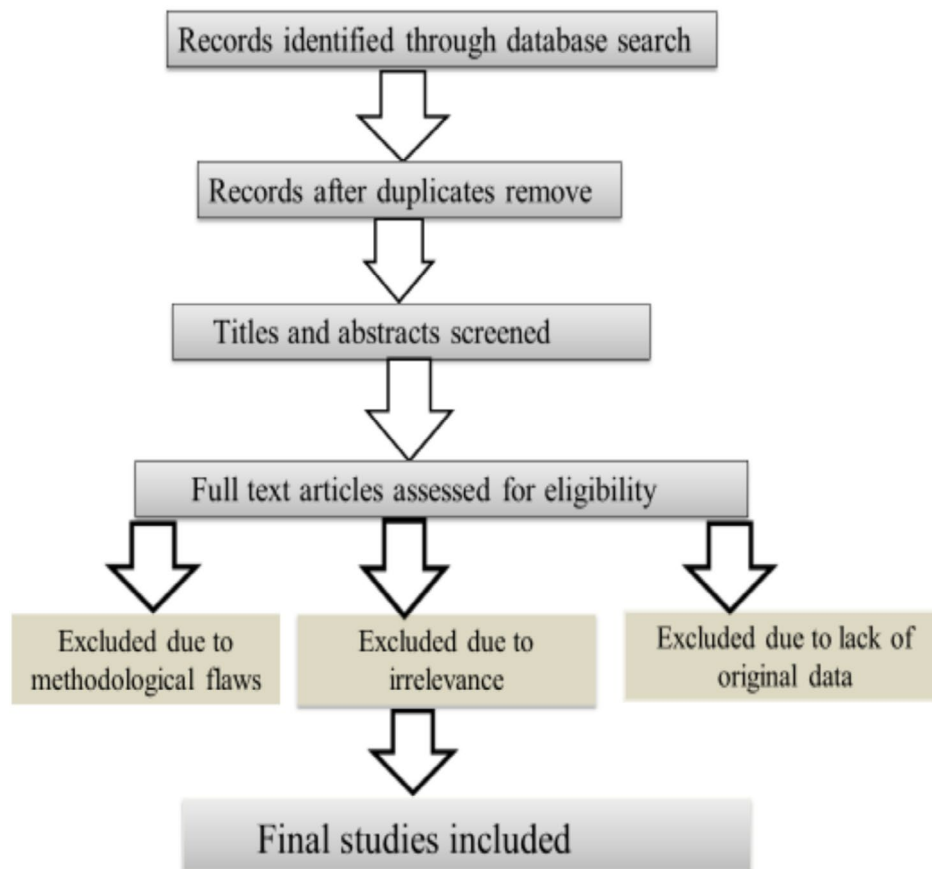 Records identified through database search
Records after duplicates remove
Titles and abstracts screened
Full text articles assessed for eligibility
Excluded due to
methodological flaws
Excluded due to
irrelevance
Excluded due to lack of
original data
Final studies included